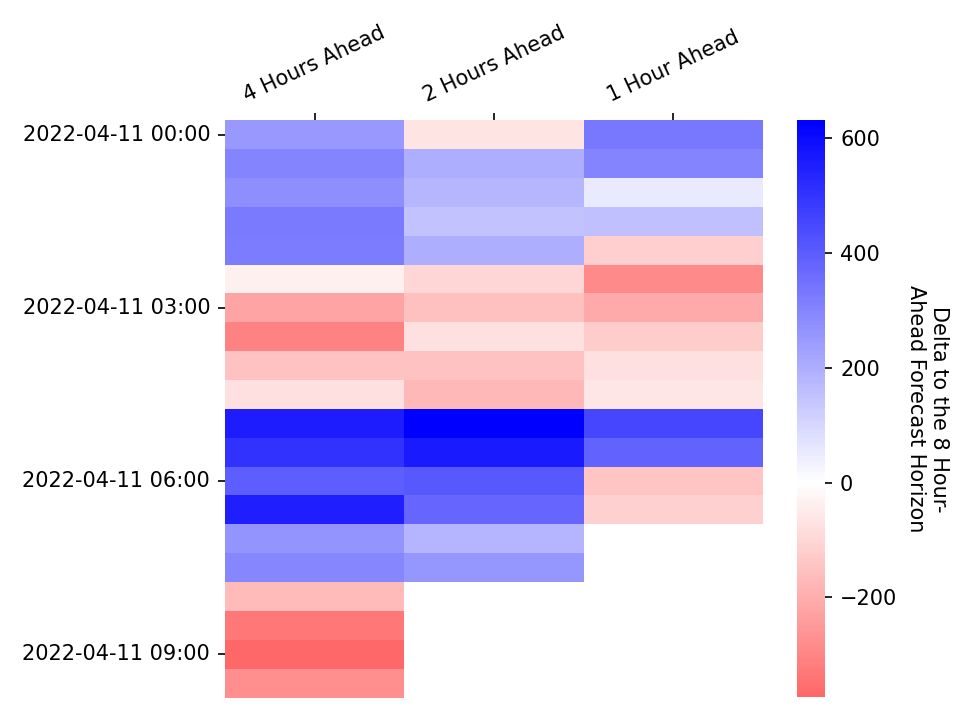 4 Hours Ahead
2 Hours Ahead
1 Hour Ahead
2022-04-11 00:00
2022-04-11 03:00
2022-04-11 06:00
2022-04-11 09:00
600
400
200
0
−200
Delta to the 8 Hour-
Ahead Forecast Horizon